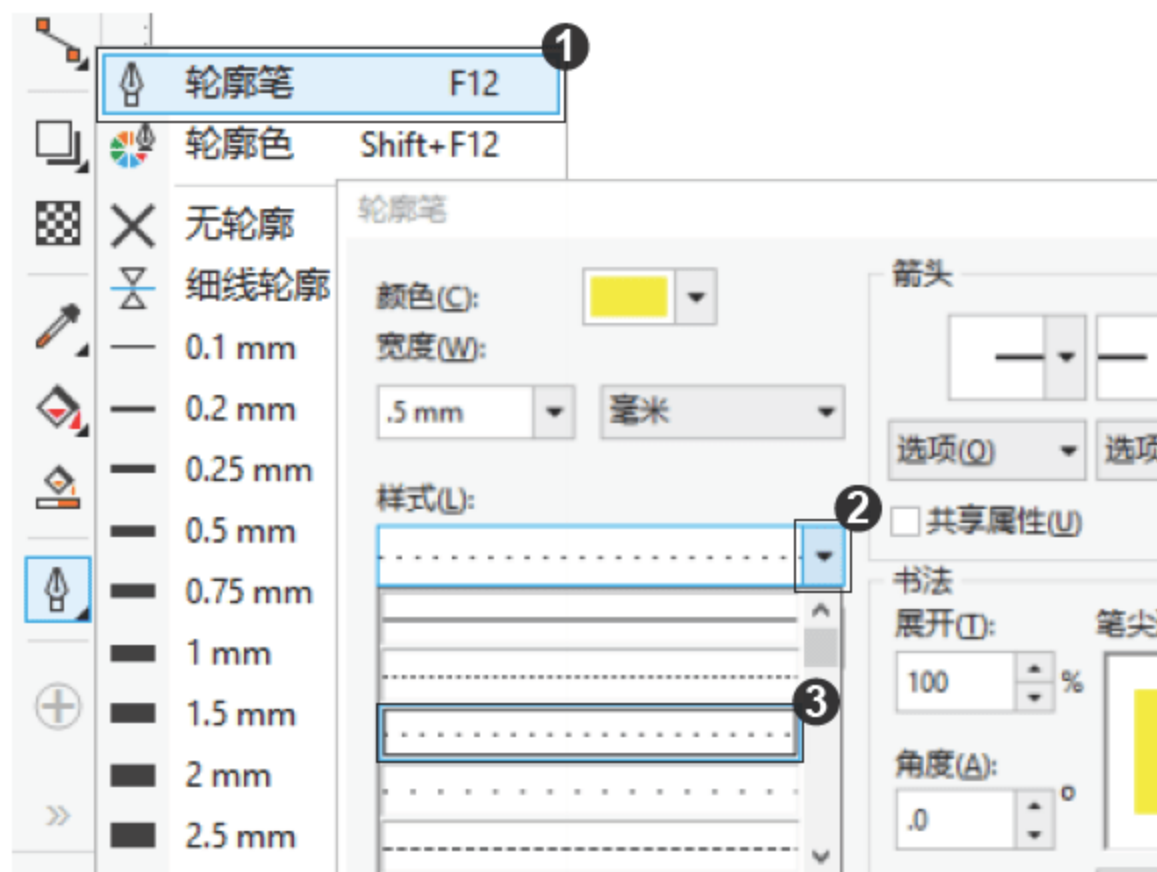 1
轮廓笔 F12
轮廓色 Shift+F12
无轮廓
细线轮廓
0.1 mm
0.2 mm
0.25 mm
0.5 mm
0.75 mm
1 mm
1.5 mm
2 mm
2.5 mm
轮廓笔
颜色(C):
宽度(W):
.5 mm 毫米
样式(L):
2
3
箭头
选项(O) 选项
共享属性(U)
书法
展开(T): 笔尖
100 %
角度(A):
.0 °